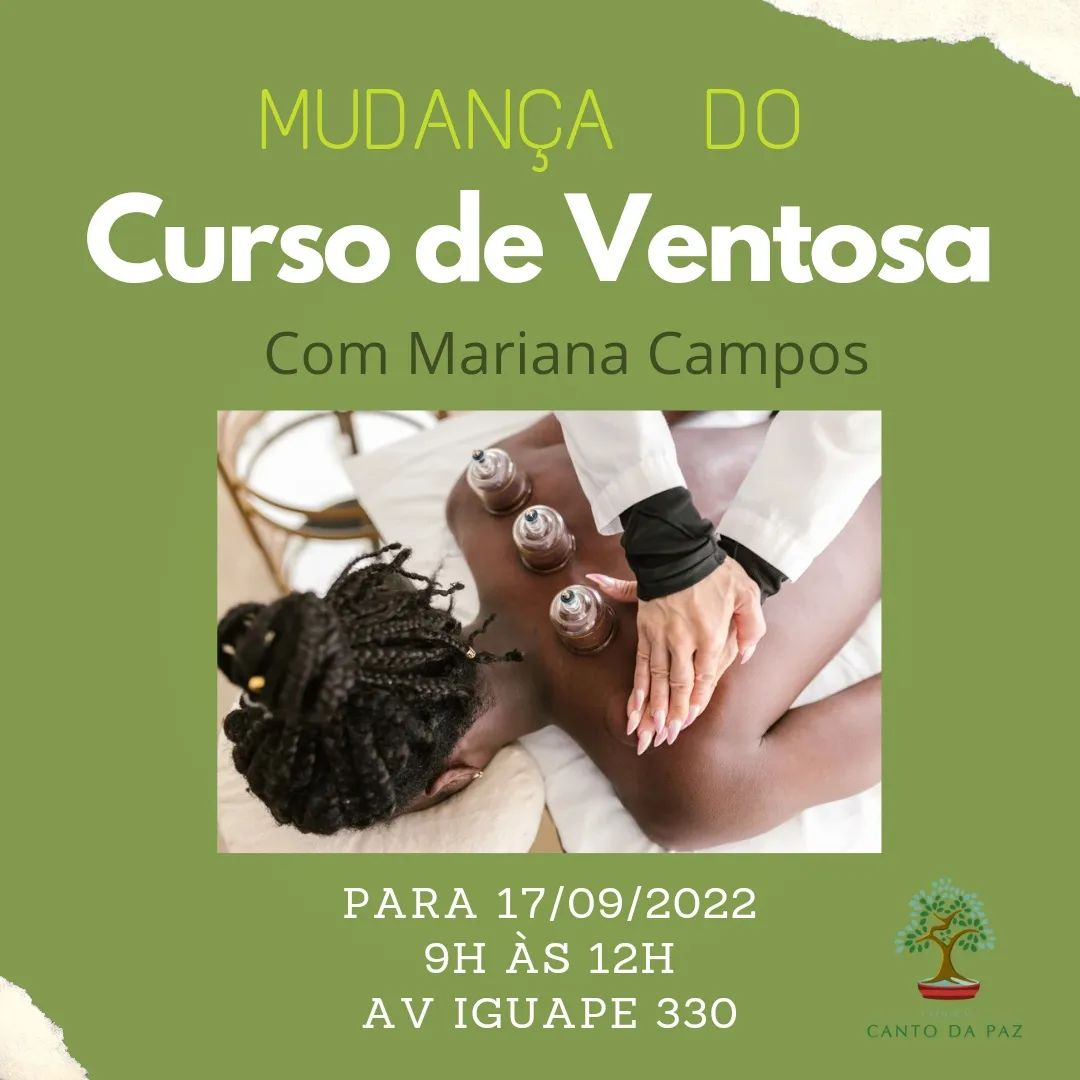 MUDANÇA DO
Curso de Ventosa
Com Mariana Campos
PARA 17/09/2022
9H ÀS 12H
AV IGUAPE 330
CANTO DA PAZ